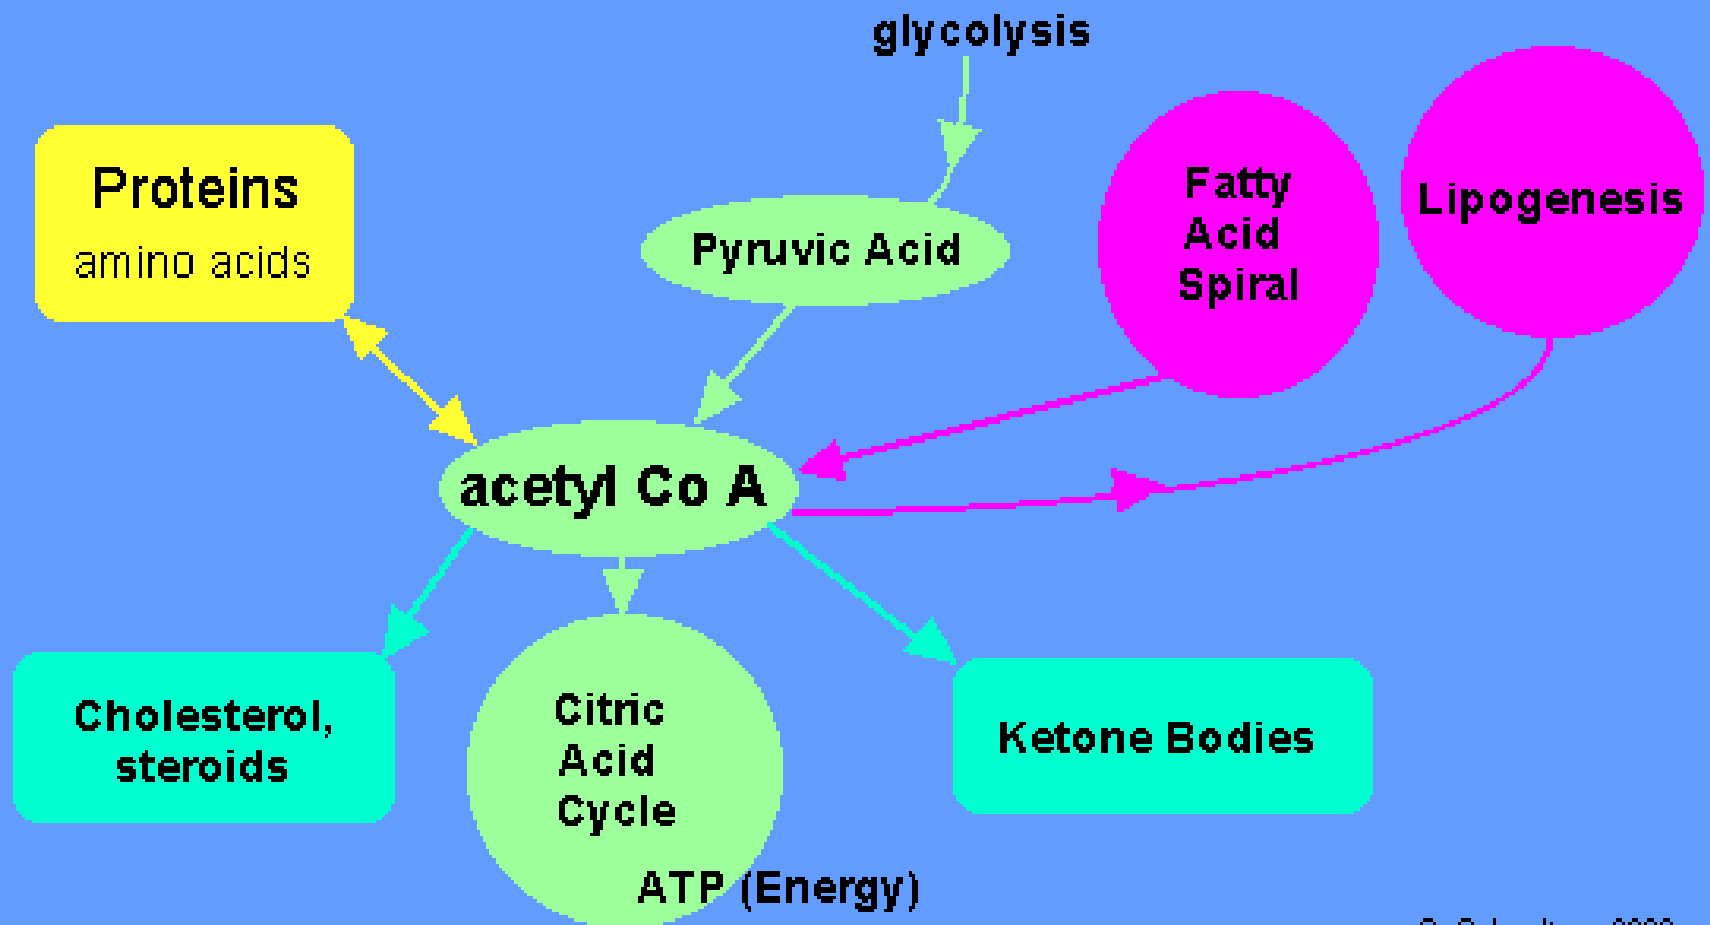 glycolysis
Proteins
amino acids
Pyruvic Acid
Fatty
Acid
Spiral
Lipogenesis
acetyl Co A
Cholesterol,
steroids
Citric
Acid
Cycle
ATP (Energy)
Ketone Bodies